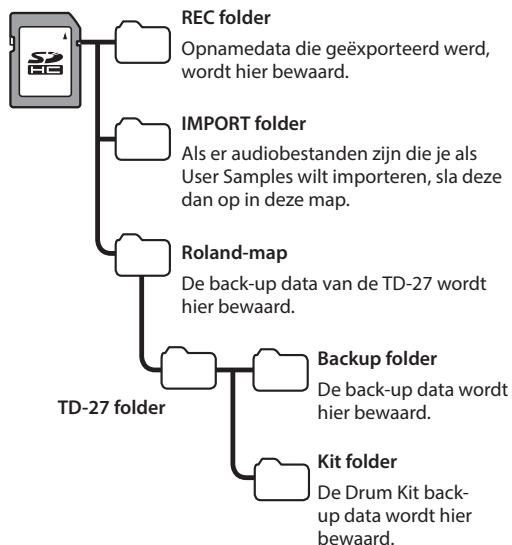 REC folder
Opnamedata die geëxporteerd werd,
wordt hier bewaard.
SD
HC
IMPORT folder
Als er audiobestanden zijn die je als
User Samples wilt importeren, sla deze
dan op in deze map.
Roland-map
De back-up data van de TD-27 wordt
hier bewaard.
Backup folder
De back-up data wordt
hier bewaard.
TD-27 folder
Kit folder
De Drum Kit back-
up data wordt hier
bewaard.